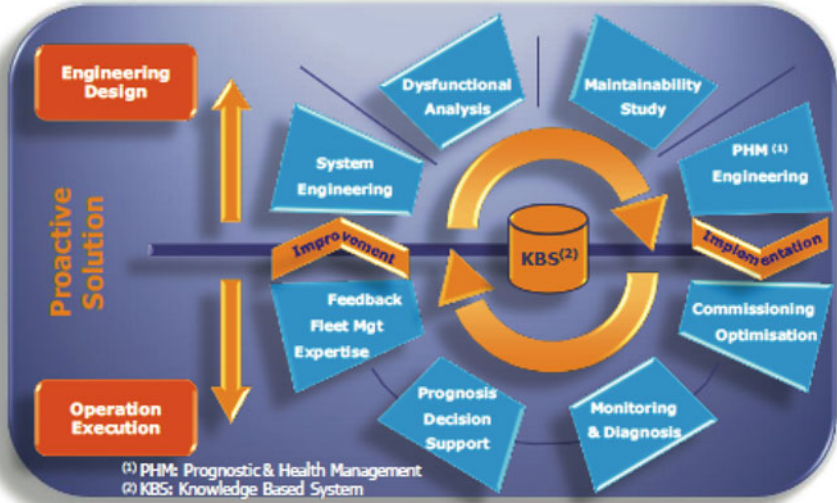 Engineering
Design
Dysfunctional
Analysis
Maintainability
Study
System
Engineering
PHM (1)
Engineering
Proactive
Solution
Improvement
KBS(2)
Implementation
Feedback
Fleet Mgt
Expertise
Commissioning
Optimisation
Prognosis
Decision
Support
Monitoring
& Diagnosis
Operation
Execution
(1) PHM: Prognostic & Health Management
(2) KBS: Knowledge Based System